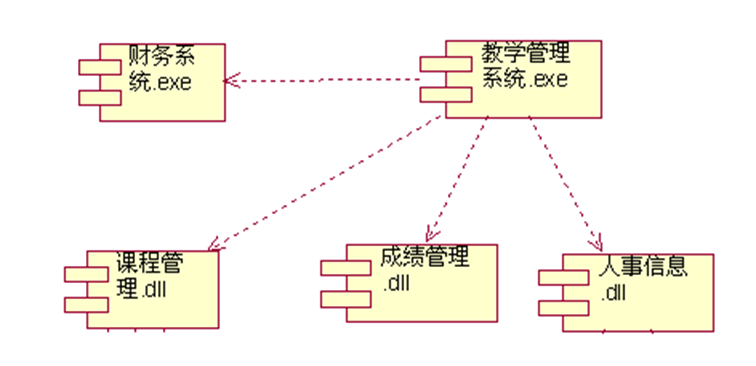 财务系
统.exe
教学管理
系统.exe
课程管
理.dll
成绩管理
.dll
人事信息
.dll